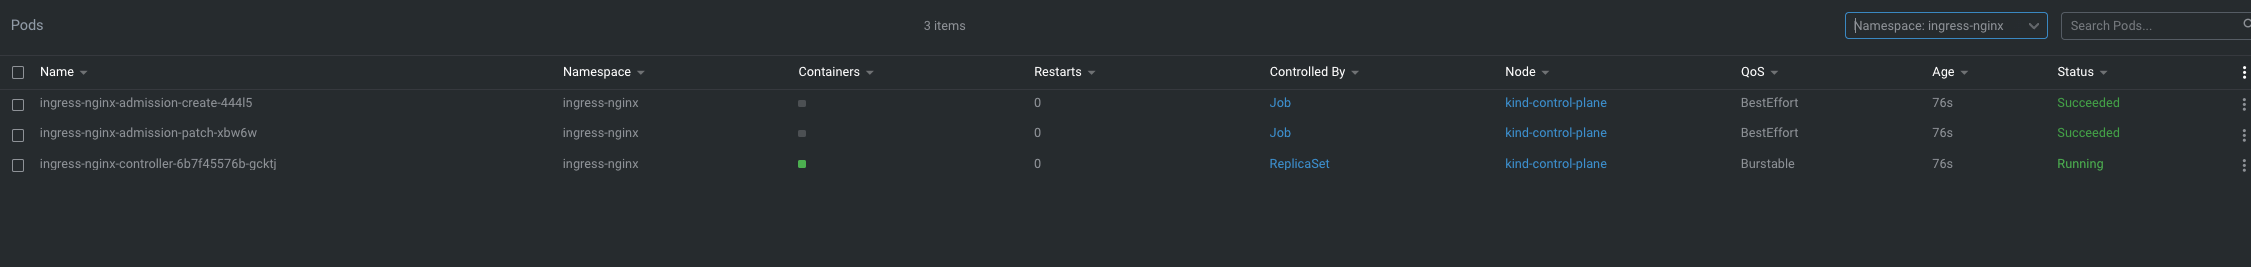 Pods 3 items Namespace: ingress-nginx Search Pods...
Name Namespace Containers Restarts Controlled By Node QoS Age Status
ingress-nginx-admission-create-444l5 ingress-nginx 0 Job kind-control-plane BestEffort 76s Succeeded
ingress-nginx-admission-patch-xbw6w ingress-nginx 0 Job kind-control-plane BestEffort 76s Succeeded
ingress-nginx-controller-6b7f45576b-gcktj ingress-nginx 0 ReplicaSet kind-control-plane Burstable 76s Running